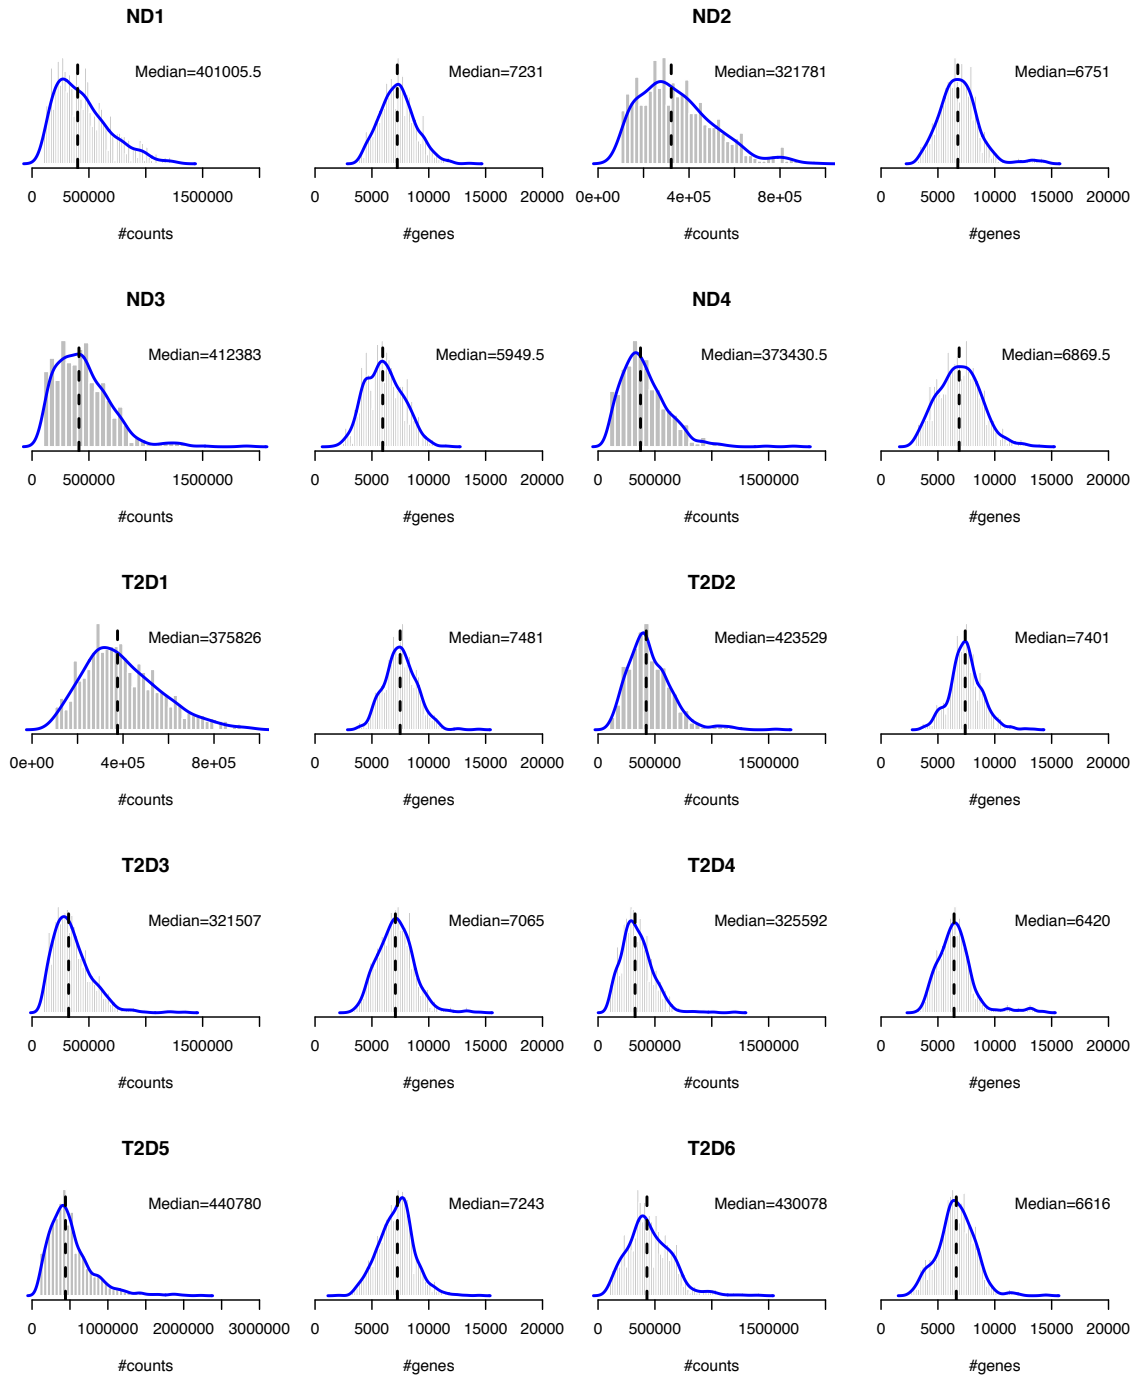 ND1 ND2
Median=401005.5 Median=7231 Median=321781 Median=6751
0 500000 1500000 0 5000 10000 15000 20000 0e+00 4e+05 8e+05 0 5000 10000 15000 20000
#counts #genes #counts #genes
ND3 ND4
Median=412383 Median=5949.5 Median=373430.5 Median=6869.5
0 500000 1500000 0 5000 10000 15000 20000 0 500000 1500000 0 5000 10000 15000 20000
#counts #genes #counts #genes
T2D1 T2D2
Median=375826 Median=7481 Median=423529 Median=7401
0e+00 4e+05 8e+05 0 5000 10000 15000 20000 0 500000 1500000 0 5000 10000 15000 20000
#counts #genes #counts #genes
T2D3 T2D4
Median=321507 Median=7065 Median=325592 Median=6420
0 500000 1500000 0 5000 10000 15000 20000 0 500000 1500000 0 5000 10000 15000 20000
#counts #genes #counts #genes
T2D5 T2D6
Median=440780 Median=7243 Median=430078 Median=6616
0 1000000 2000000 3000000 0 5000 10000 15000 20000 0 500000 1500000 0 5000 10000 15000 20000
#counts #genes #counts #genes